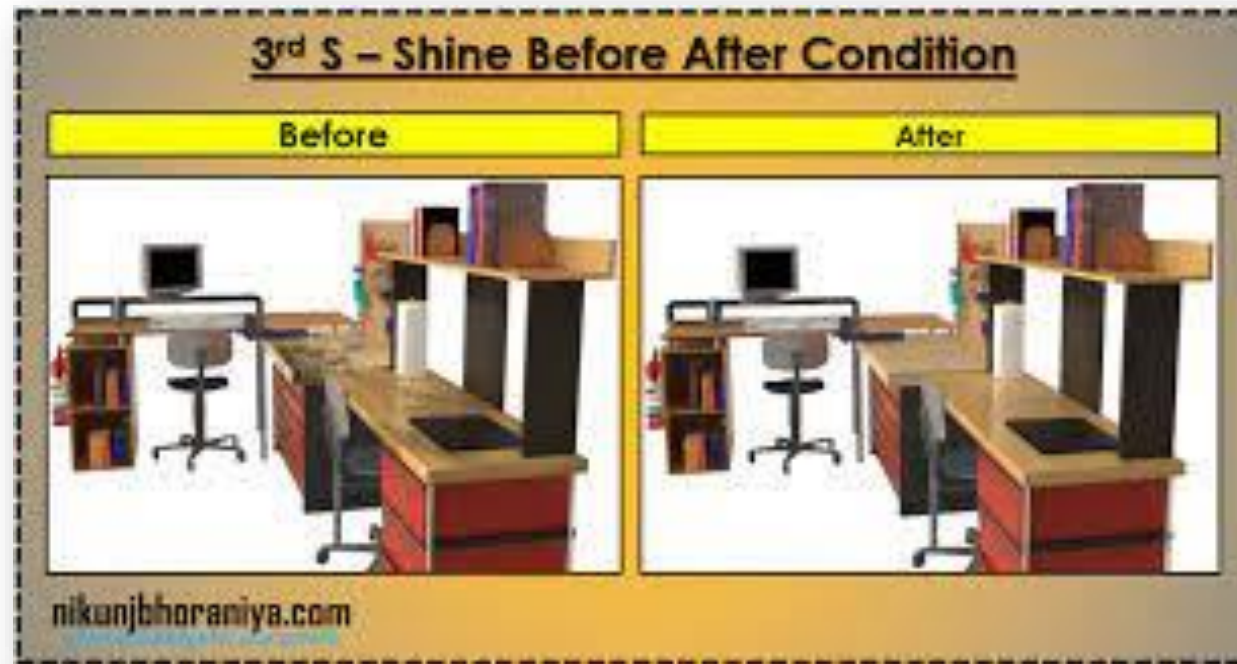 3rd S – Shine Before After Condition
Before
After
nikunjbhoraniya.com